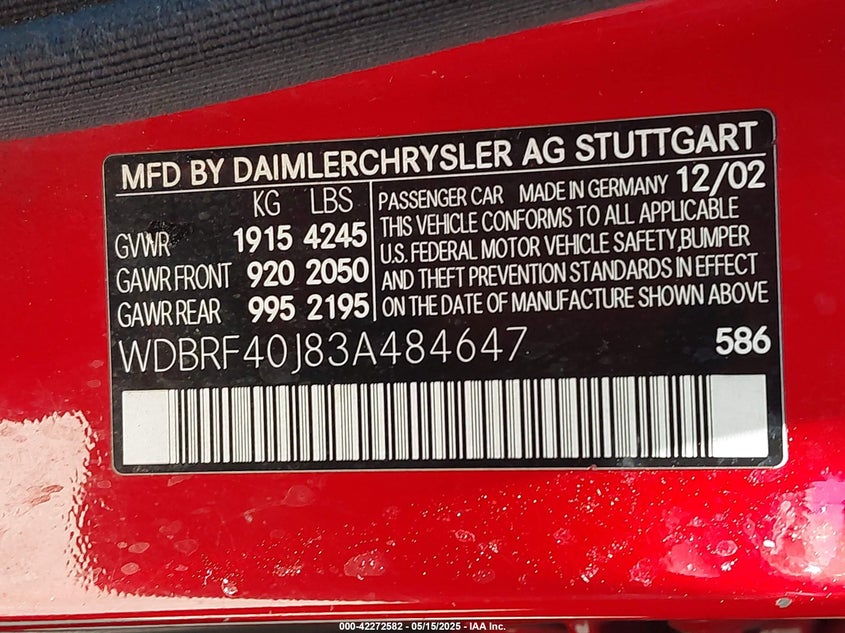 MFD BY DAIMLERCHRYSLER AG STUTTGART
KG LBS
GVWR 1915 4245
GAWR FRONT 920 2050
GAWR REAR 995 2195
PASSENGER CAR MADE IN GERMANY 12/02
THIS VEHICLE CONFORMS TO ALL APPLICABLE
U.S. FEDERAL MOTOR VEHICLE SAFETY,BUMPER
AND THEFT PREVENTION STANDARDS IN EFFECT
ON THE DATE OF MANUFACTURE SHOWN ABOVE
WDBRF40J83A484647 586
000-42272582 - 05/15/2025 - IAA Inc.